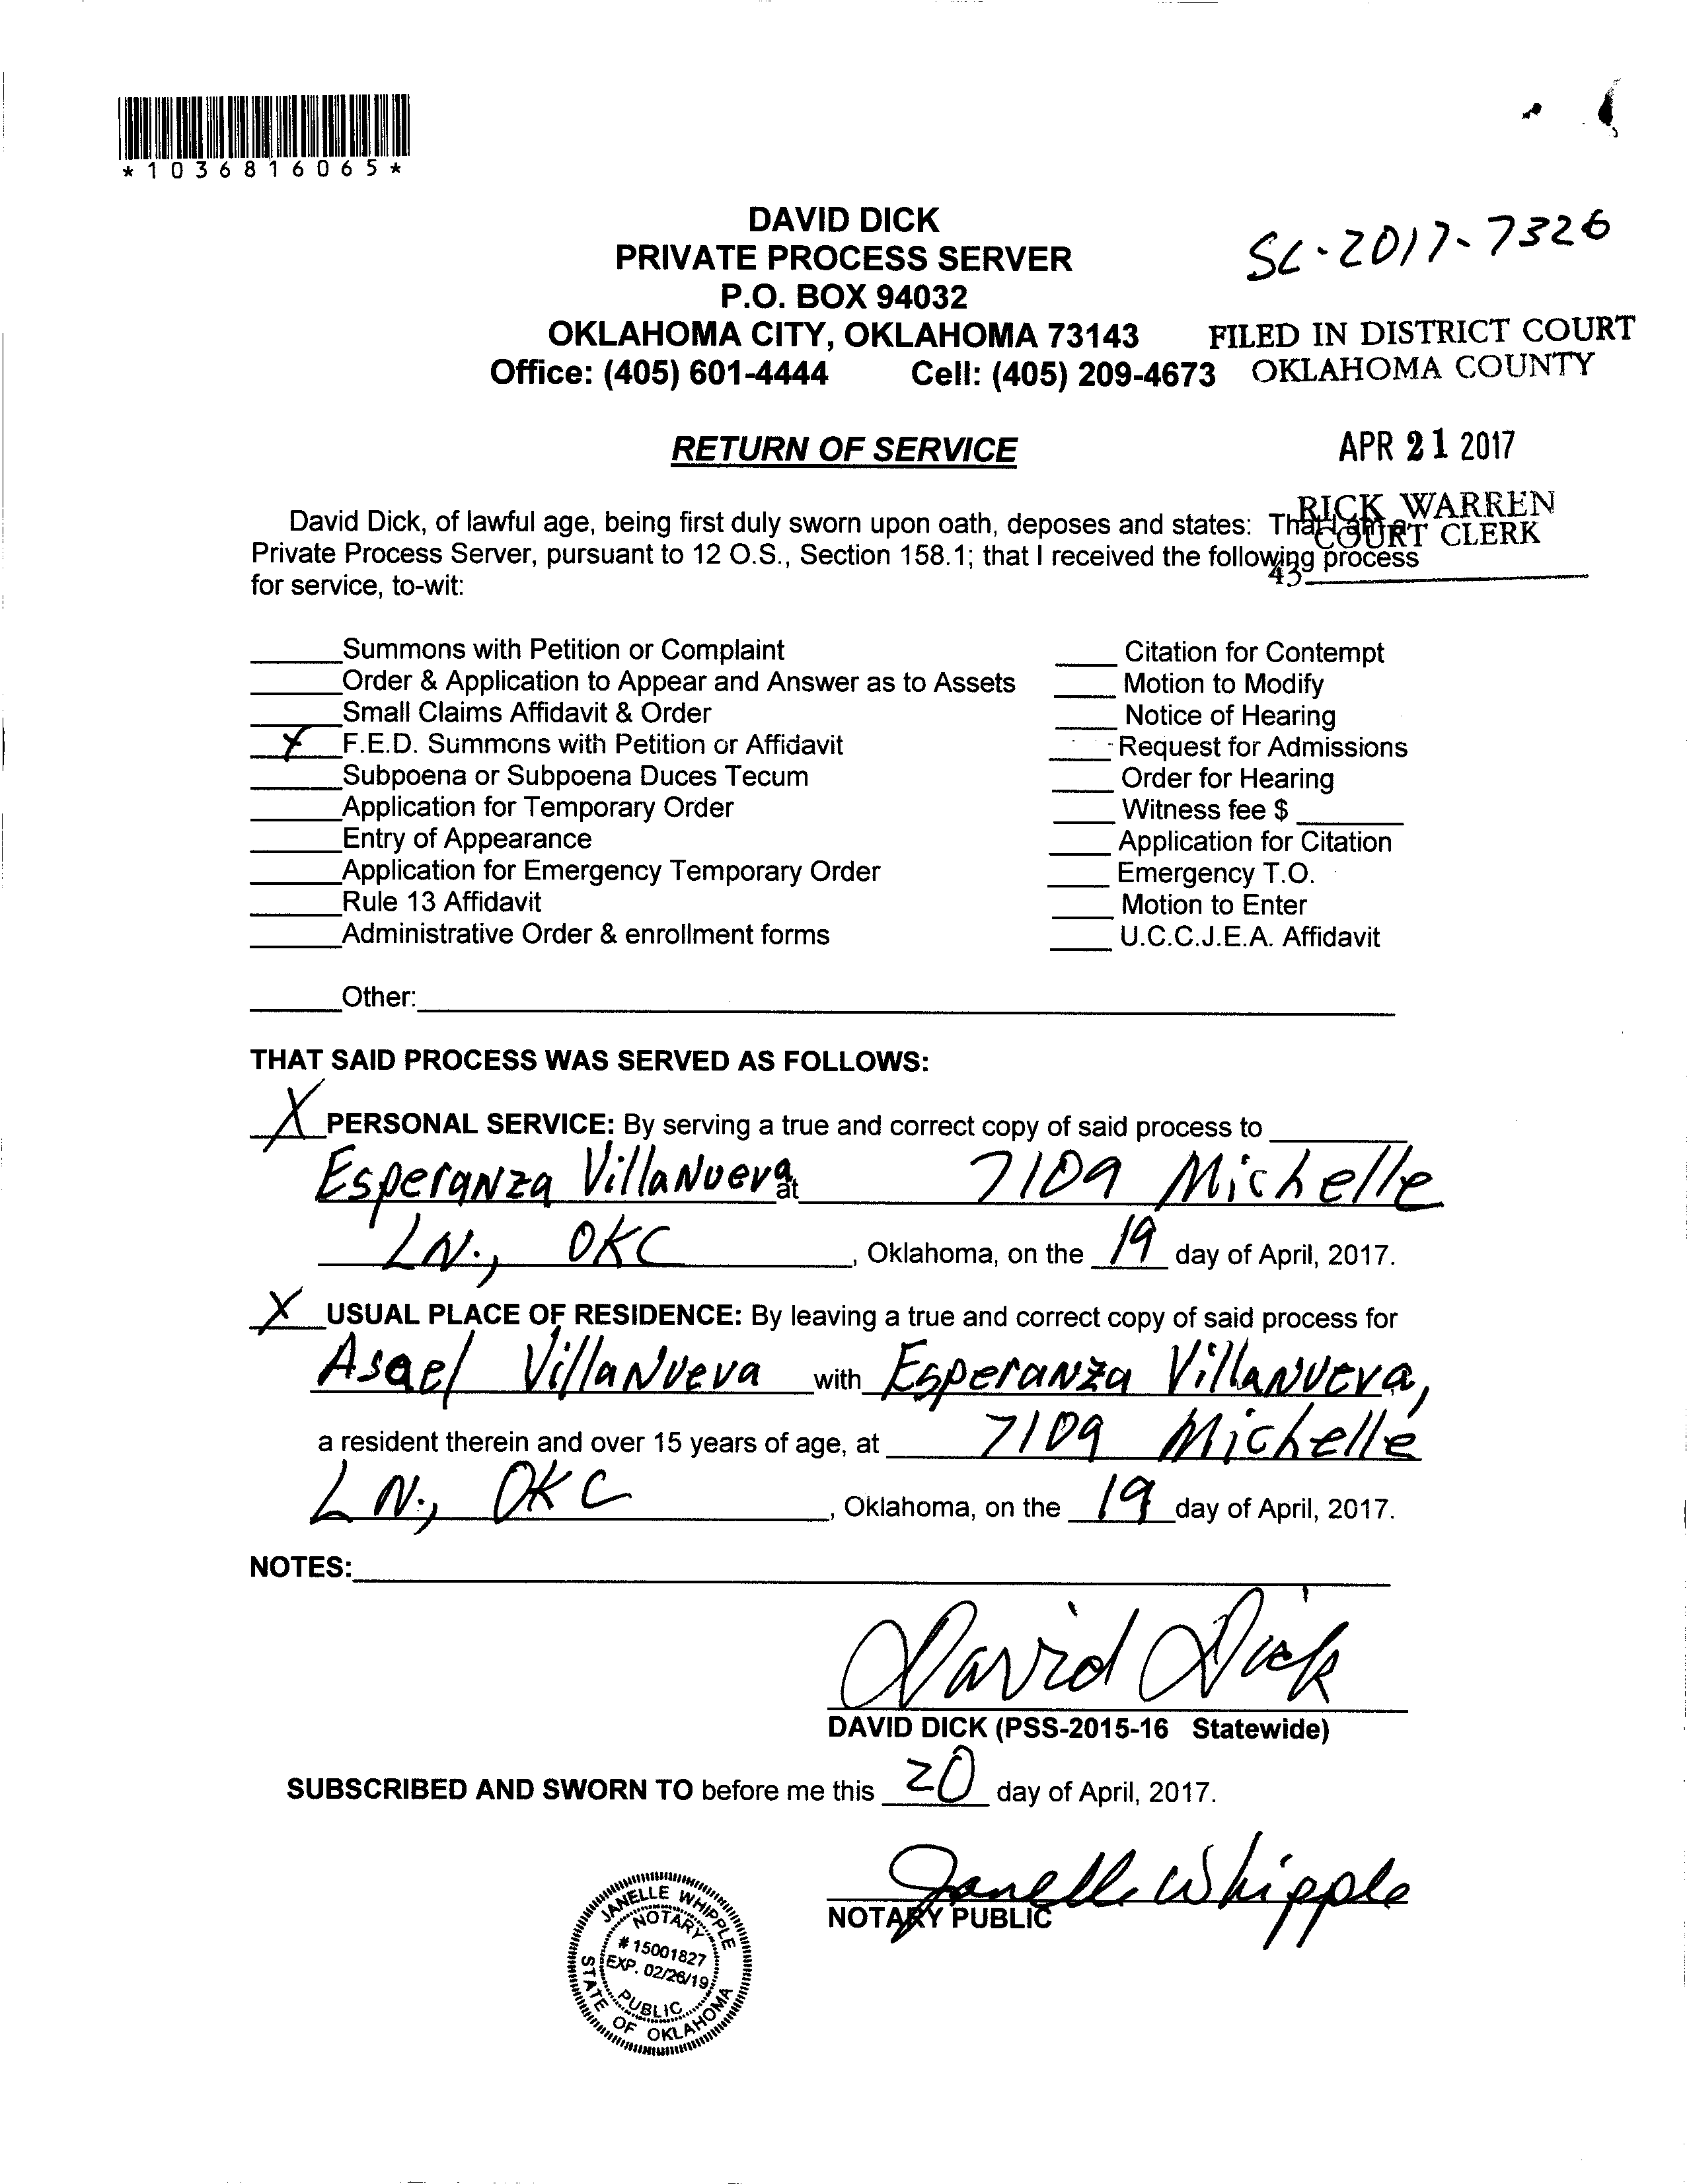 *1036816065*
DAVID DICK
PRIVATE PROCESS SERVER
P.O. BOX 94032
OKLAHOMA CITY, OKLAHOMA 73143
Office: (405) 601-4444 Cell: (405) 209-4673
SC-2017-7326
FILED IN DISTRICT COURT
OKLAHOMA COUNTY
APR 21 2017
RICK WARREN
COURT CLERK
43
RETURN OF SERVICE
David Dick, of lawful age, being first duly sworn upon oath, deposes and states: That I am a
Private Process Server, pursuant to 12 O.S., Section 158.1; that I received the following process
for service, to-wit:
Summons with Petition or Complaint
Order & Application to Appear and Answer as to Assets
Small Claims Affidavit & Order
X F.E.D. Summons with Petition or Affidavit
Subpoena or Subpoena Duces Tecum
Application for Temporary Order
Entry of Appearance
Application for Emergency Temporary Order
Rule 13 Affidavit
Administrative Order & enrollment forms
Citation for Contempt
Motion to Modify
Notice of Hearing
Request for Admissions
Order for Hearing
Witness fee $
Application for Citation
Emergency T.O.
Motion to Enter
U.C.C.J.E.A. Affidavit
Other:
THAT SAID PROCESS WAS SERVED AS FOLLOWS:
X PERSONAL SERVICE: By serving a true and correct copy of said process to
Esperanza Villanueva at 7109 Michelle
LN., OKC, Oklahoma, on the 19 day of April, 2017.
X USUAL PLACE OF RESIDENCE: By leaving a true and correct copy of said process for
Asael Villanueva with Esperanza Villanueva,
a resident therein and over 15 years of age, at 7109 Michelle
LN., OKC, Oklahoma, on the 19 day of April, 2017.
NOTES:
David Dick
DAVID DICK (PSS-2015-16 Statewide)
SUBSCRIBED AND SWORN TO before me this 20 day of April, 2017.
Janelle Whipple
NOTARY PUBLIC
JANELLE WHIPPLE
NOTARY
# 15001827
EXP. 02/26/19
PUBLIC
STATE OF OKLAHOMA